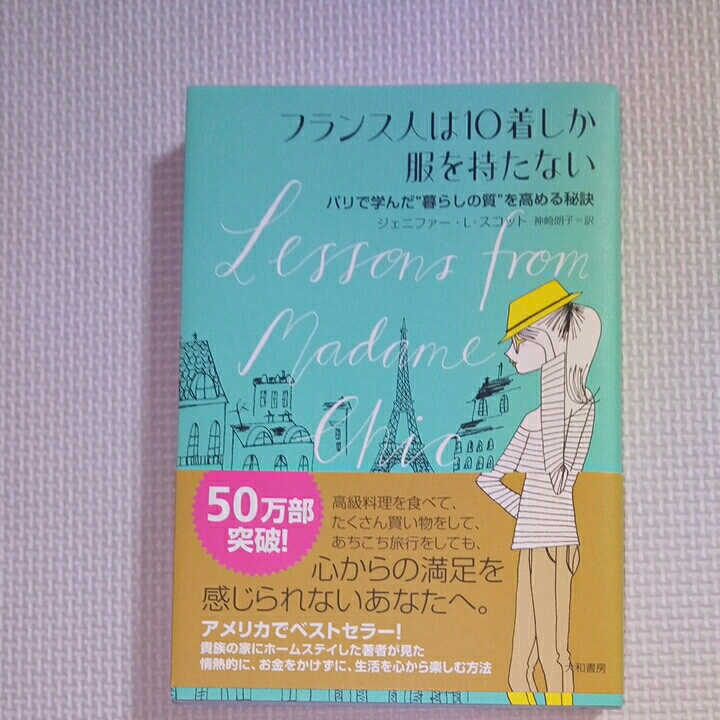 フランス人は10着しか
服を持たない
パリで学んだ"暮らしの質"を高める秘訣
ジェニファー・L・スコット 神崎朗子=訳
Lessons from
Madame
Chic
50万部
突破!
高級料理を食べて、
たくさん買い物をして、
あちこち旅行をしても、
心からの満足を
感じられないあなたへ。
アメリカでベストセラー!
貴族の家にホームステイした著者が見た
情熱的に、お金をかけずに、生活を心から楽しむ方法
大和書房